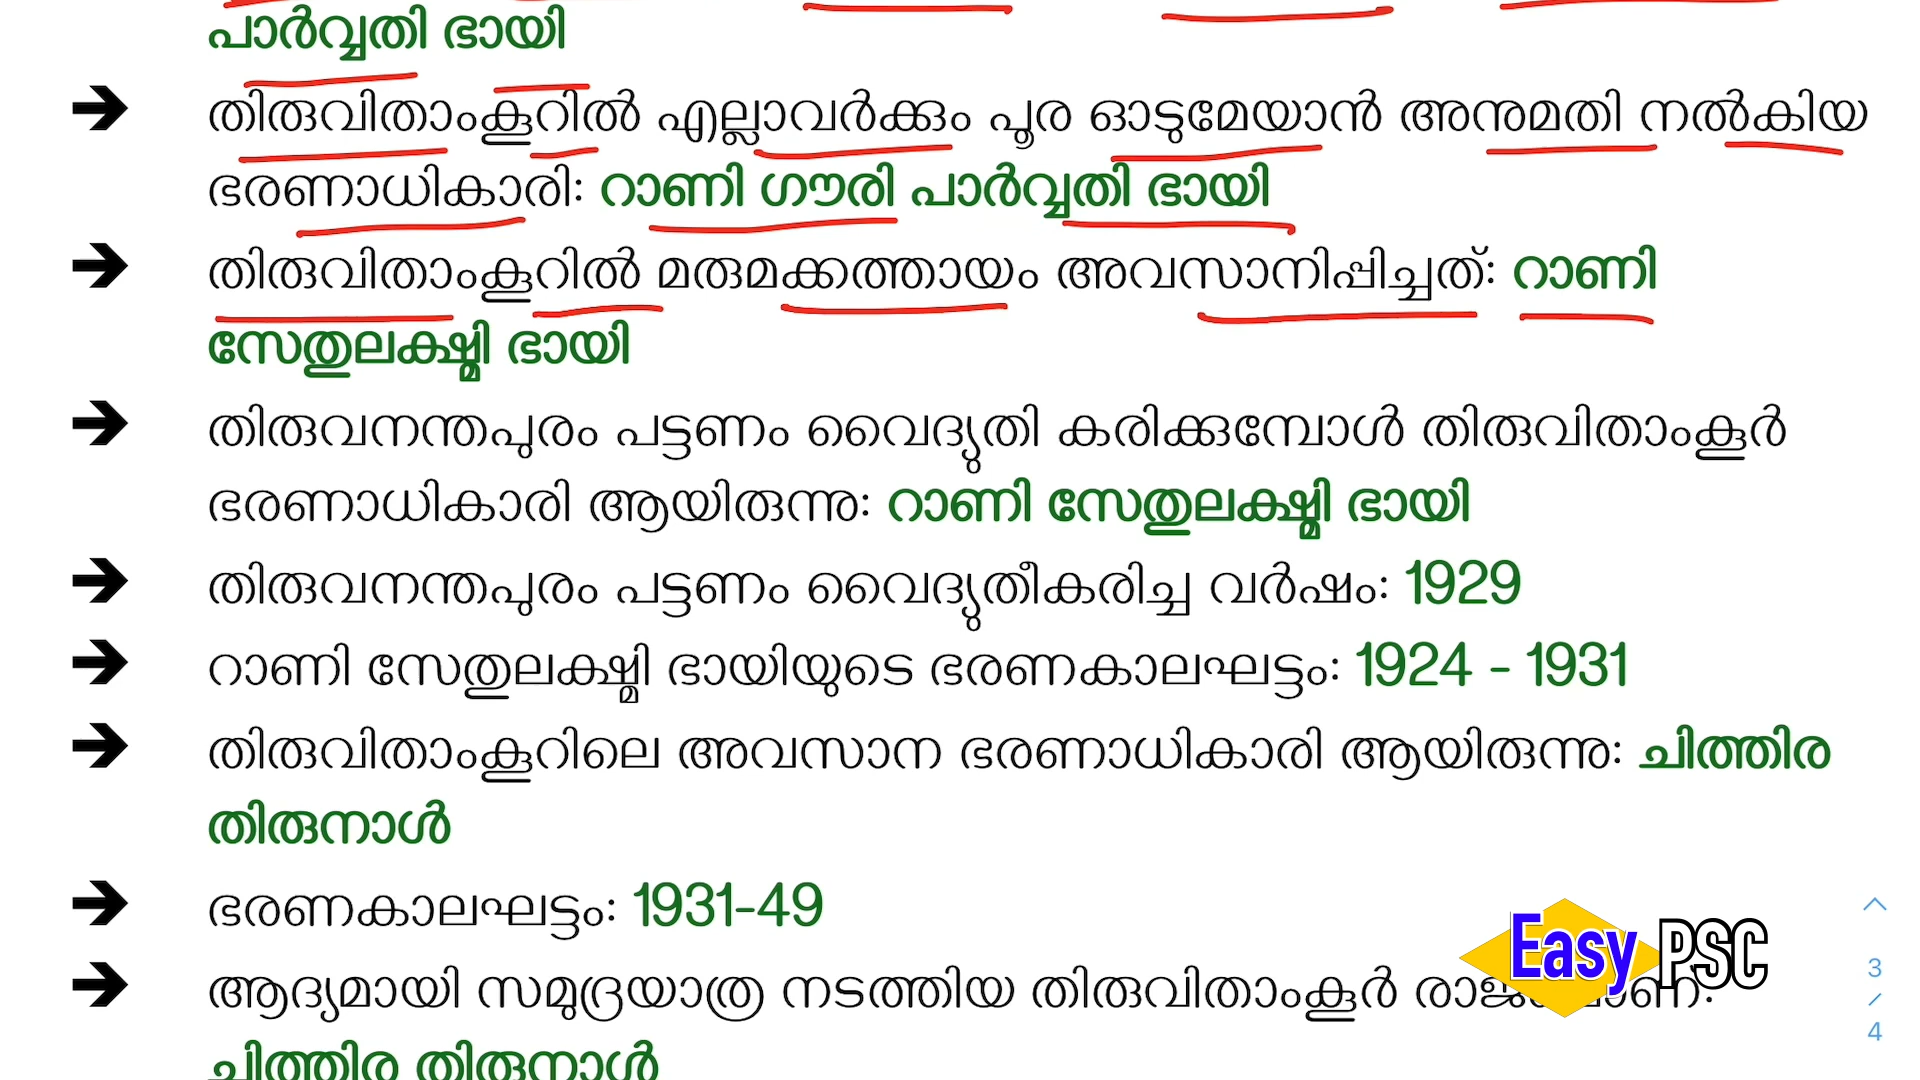 പാർവ്വതി ഭായി
➔ തിരുവിതാംകൂറിൽ എല്ലാവർക്കും പൂര ഓടുമേയാൻ അനുമതി നൽകിയ
ഭരണാധികാരി: റാണി ഗൗരി പാർവ്വതി ഭായി
➔ തിരുവിതാംകൂറിൽ മരുമക്കത്തായം അവസാനിപ്പിച്ചത്: റാണി
സേതുലക്ഷ്മി ഭായി
➔ തിരുവനന്തപുരം പട്ടണം വൈദ്യുതി കരിക്കുമ്പോൾ തിരുവിതാംകൂർ
ഭരണാധികാരി ആയിരുന്നു: റാണി സേതുലക്ഷ്മി ഭായി
➔ തിരുവനന്തപുരം പട്ടണം വൈദ്യുതീകരിച്ച വർഷം: 1929
➔ റാണി സേതുലക്ഷ്മി ഭായിയുടെ ഭരണകാലഘട്ടം: 1924 - 1931
➔ തിരുവിതാംകൂറിലെ അവസാന ഭരണാധികാരി ആയിരുന്നു: ചിത്തിര
തിരുനാൾ
➔ ഭരണകാലഘട്ടം: 1931-49
➔ ആദ്യമായി സമുദ്രയാത്ര നടത്തിയ തിരുവിതാംകൂർ
ചിത്തിര തിരുനാൾ
Easy PSC
3
/
4